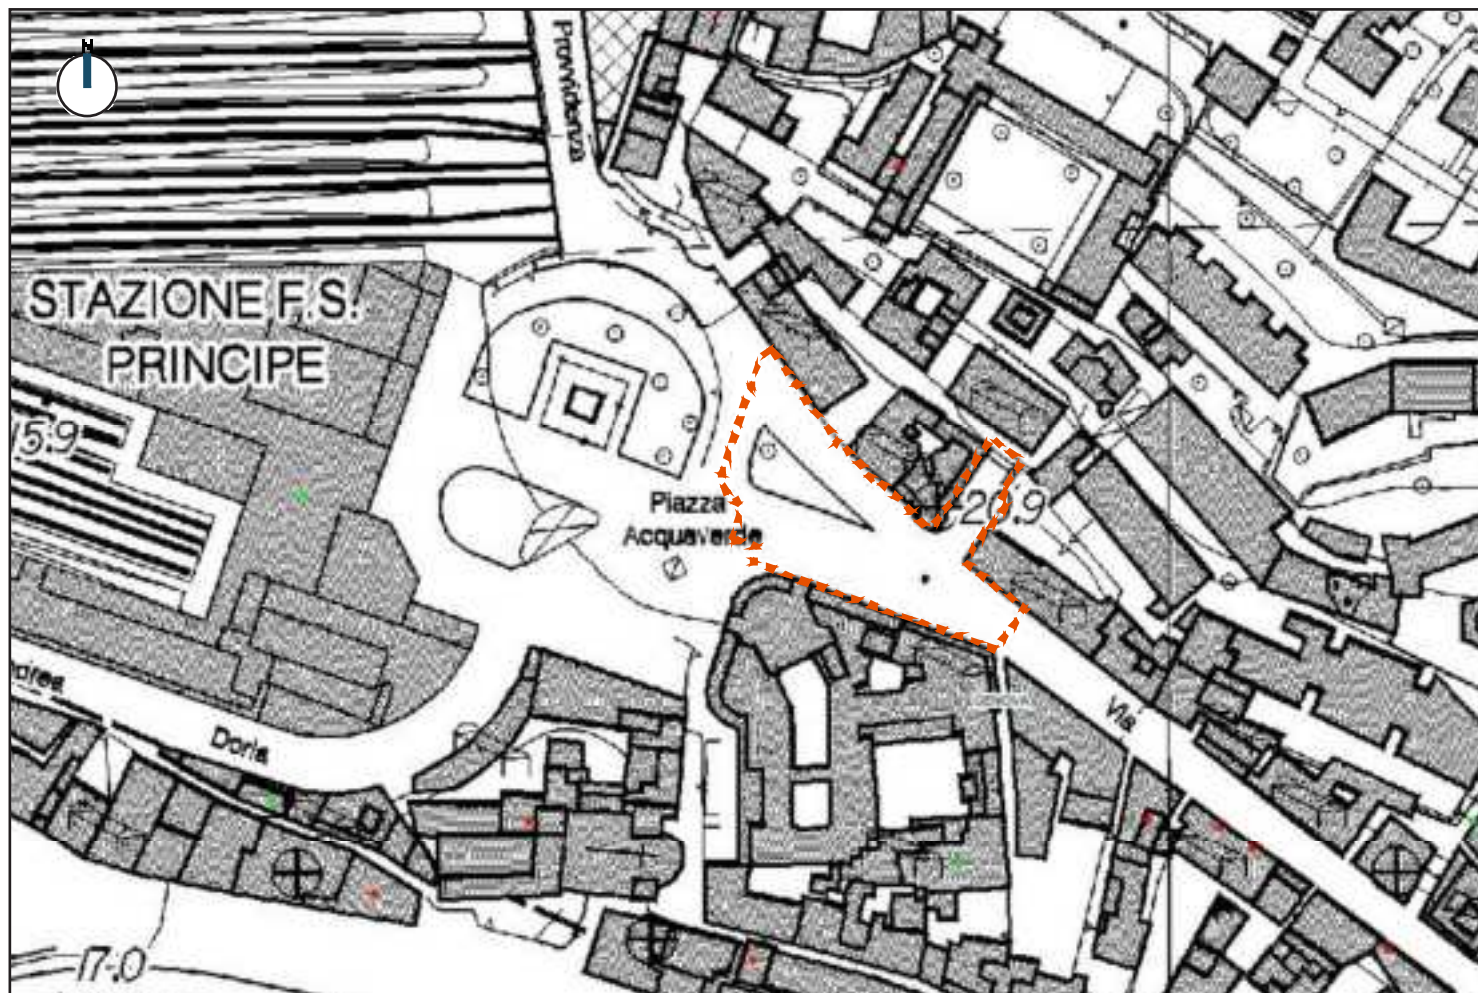 N
Provvidenza
STAZIONE F.S.
PRINCIPE
15.9
Piazza
Acquaverde
20.9
Doria
Via
17.0